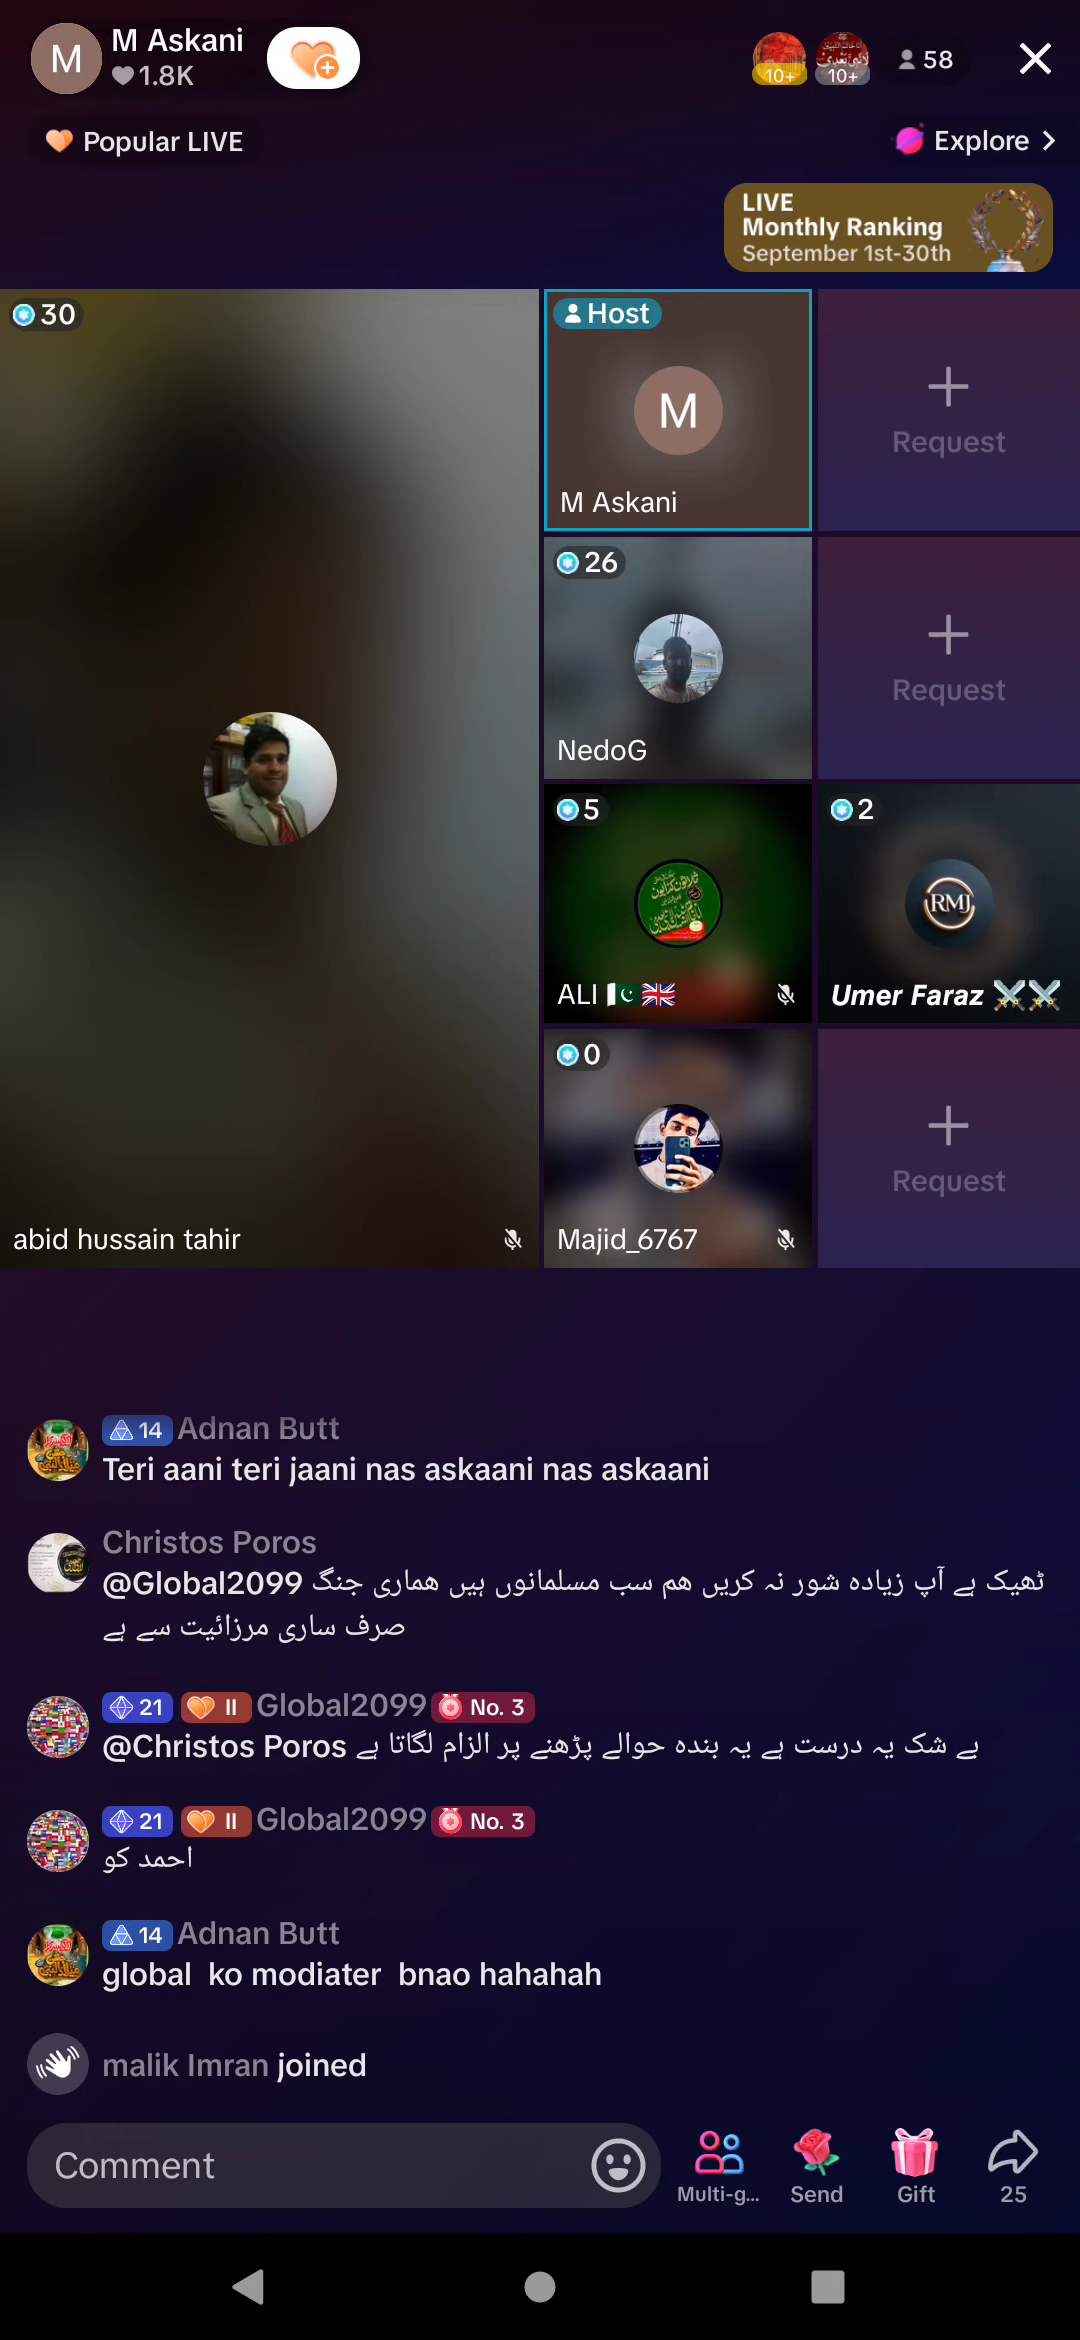 M Askani
1.8K
10+
10+
58
Popular LIVE
Explore
LIVE
Monthly Ranking
September 1st-30th
30
Host
M
M
M Askani
Request
26
NedoG
Request
5
ALI
2
RMJ
Umer Faraz
0
Majid_6767
Request
abid hussain tahir
14 Adnan Butt
Teri aani teri jaani nas askaani nas askaani
Christos Poros
@Global2099 ٹھیک ہے آپ زیادہ شور نہ کریں ھم سب مسلمانوں ہیں ھماری جنگ
صرف ساری مرزائیت سے ہے
21 II Global2099 No. 3
@Christos Poros بے شک یہ درست ہے یہ بندہ حوالے پڑھنے پر الزام لگاتا ہے
21 II Global2099 No. 3
احمد کو
14 Adnan Butt
global ko modiater bnao hahahah
malik Imran joined
Comment
Multi-g...
Send
Gift
25